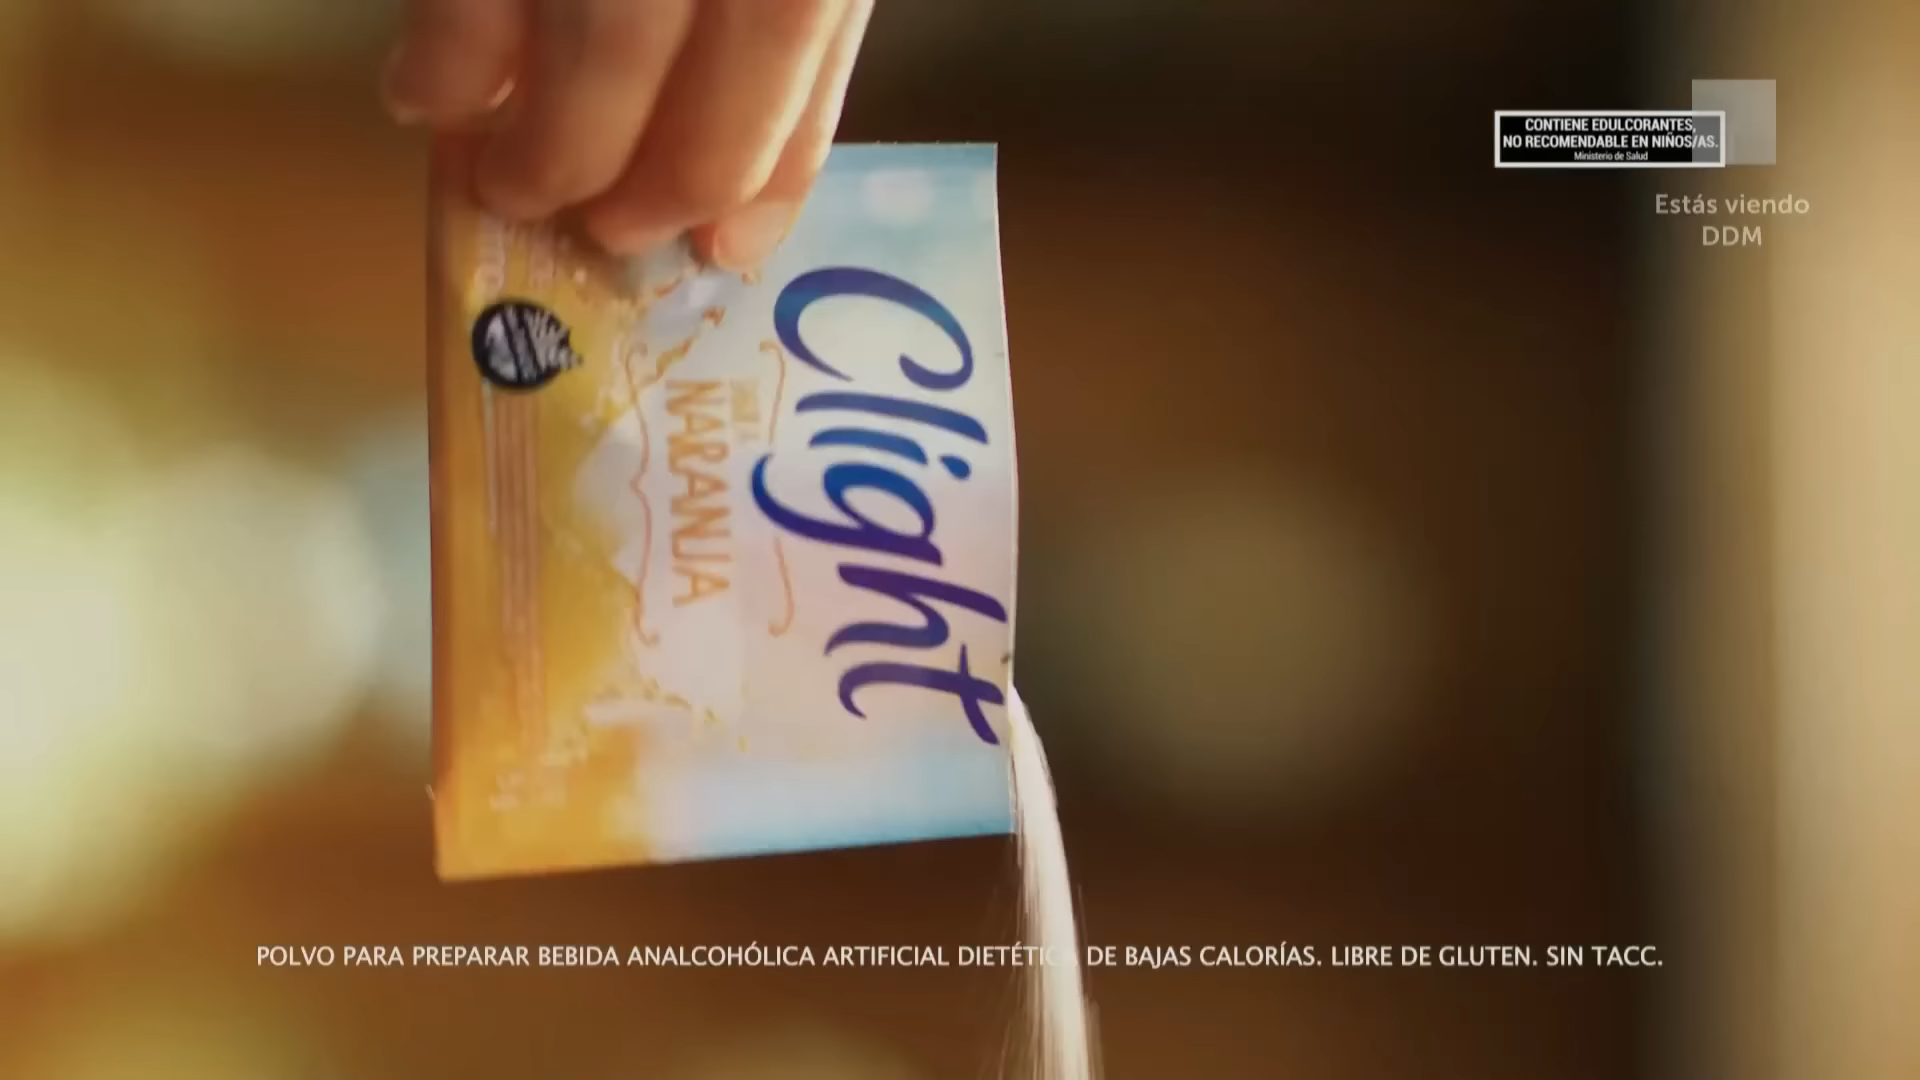 CONTIENE EDULCORANTES,
NO RECOMENDABLE EN NIÑOS/AS.
Ministerio de Salud
Estás viendo
DDM
Clight
NARANJA
POLVO PARA PREPARAR BEBIDA ANALCOHÓLICA ARTIFICIAL DIETÉTICA DE BAJAS CALORÍAS. LIBRE DE GLUTEN. SIN TACC.